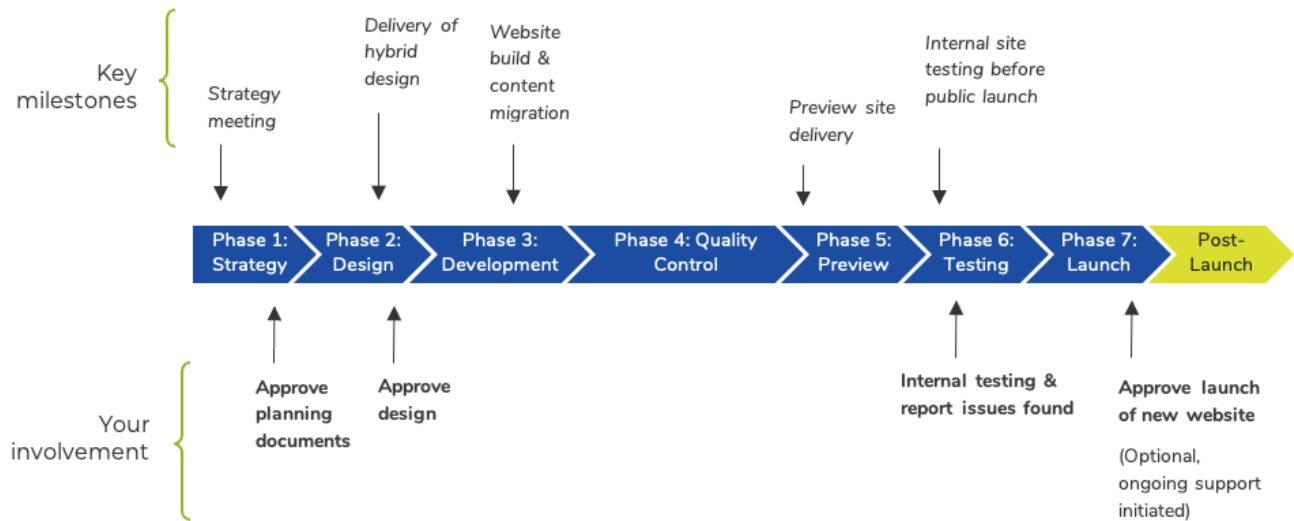 Key
milestones
Strategy
meeting
Delivery of
hybrid
design
Website
build &
content
migration
Preview site
delivery
Internal site
testing before
public launch
Phase 1:
Strategy
Phase 2:
Design
Phase 3:
Development
Phase 4: Quality
Control
Phase 5:
Preview
Phase 6:
Testing
Phase 7:
Launch
Post-
Launch
Your
involvement
Approve
planning
documents
Approve
design
Internal testing &
report issues found
Approve launch
of new website
(Optional,
ongoing support
initiated)